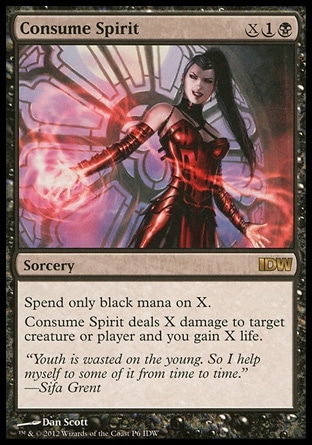 Consume Spirit X1
Sorcery IDW
Spend only black mana on X.
Consume Spirit deals X damage to target
creature or player and you gain X life.
“Youth is wasted on the young. So I help
myself to some of it from time to time.”
—Sifa Grent
Dan Scott
™ & © 2012 Wizards of the Coast P6 IDW